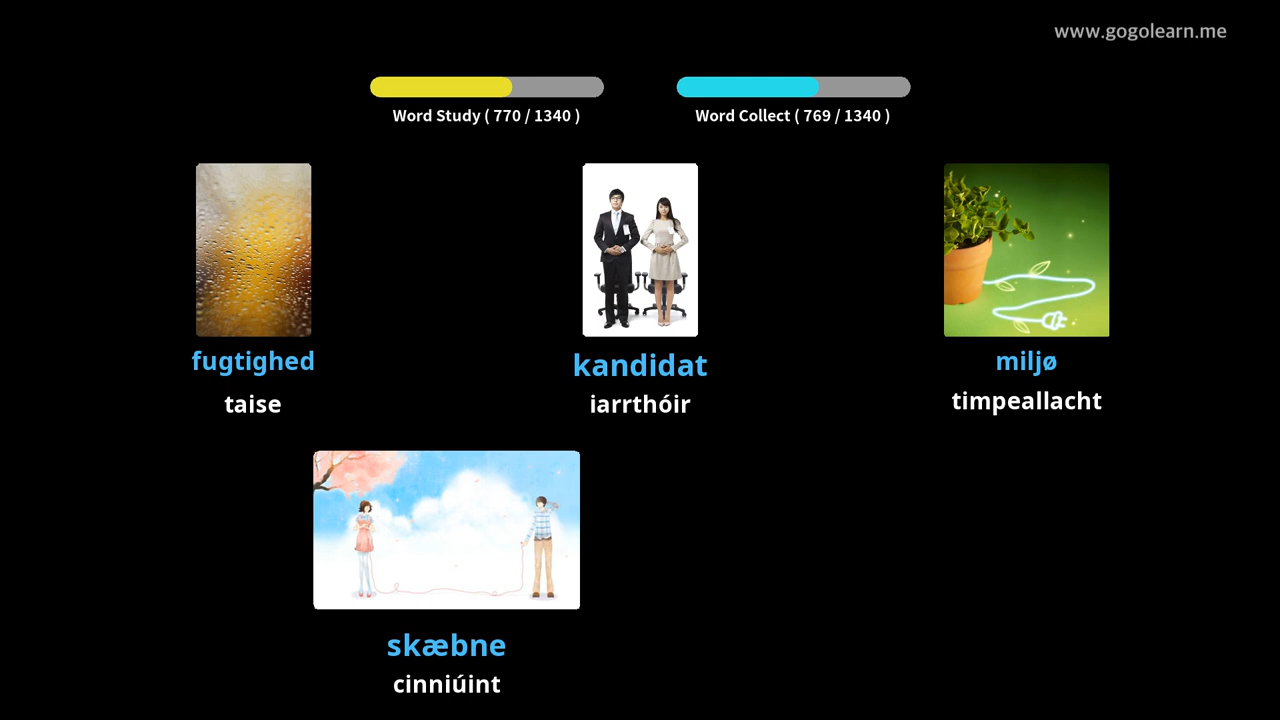 www.gogolearn.me
Word Study ( 770 / 1340 )
Word Collect ( 769 / 1340 )
fugtighed
taise
kandidat
iarrthóir
miljø
timpeallacht
skæbne
cinniúint